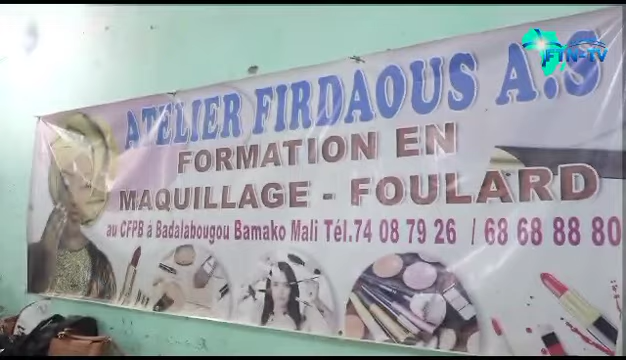 FTN-TV
ATELIER FIRDAOUS A.S
FORMATION EN
MAQUILLAGE - FOULARD
au CFPB à Badalabougou Bamako Mali Tél.74 08 79 26 / 68 68 88 80